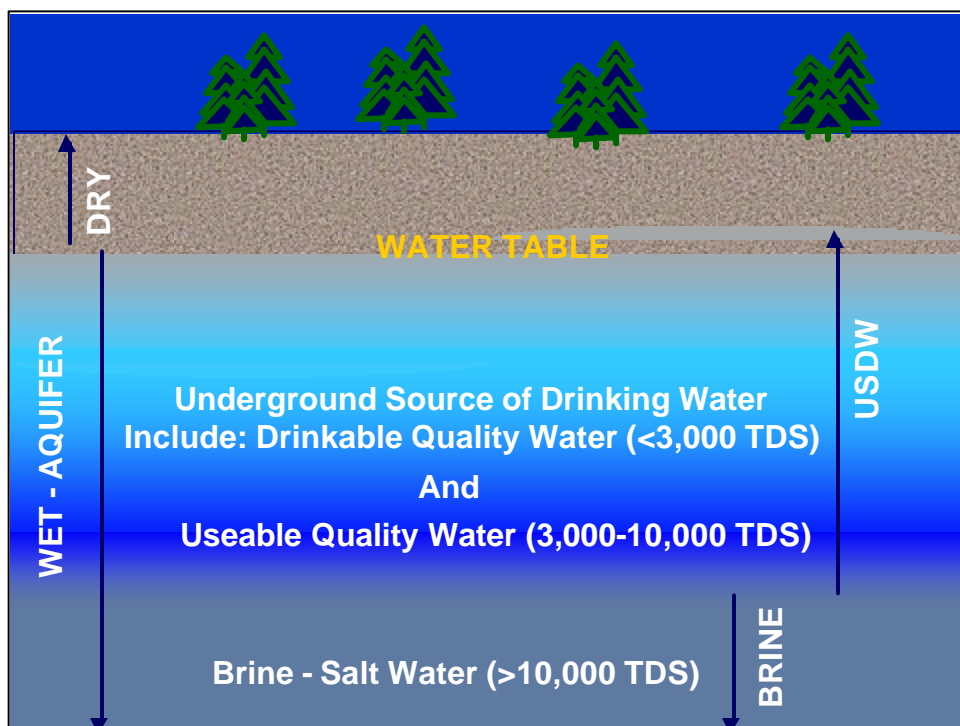 DRY
WATER TABLE
WET - AQUIFER
USDW
Underground Source of Drinking Water
Include: Drinkable Quality Water (<3,000 TDS)
And
Useable Quality Water (3,000-10,000 TDS)
BRINE
Brine - Salt Water (>10,000 TDS)